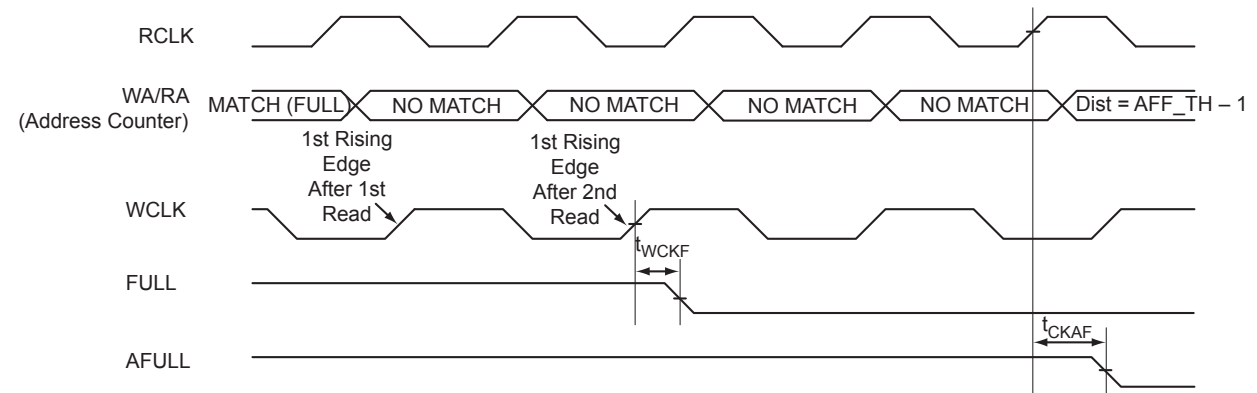 RCLK
WA/RA
(Address Counter)
MATCH (FULL)
NO MATCH
NO MATCH
NO MATCH
NO MATCH
Dist = AFF_TH – 1
1st Rising
Edge
After 1st
Read
1st Rising
Edge
After 2nd
Read
WCLK
tWCKF
FULL
tCKAF
AFULL